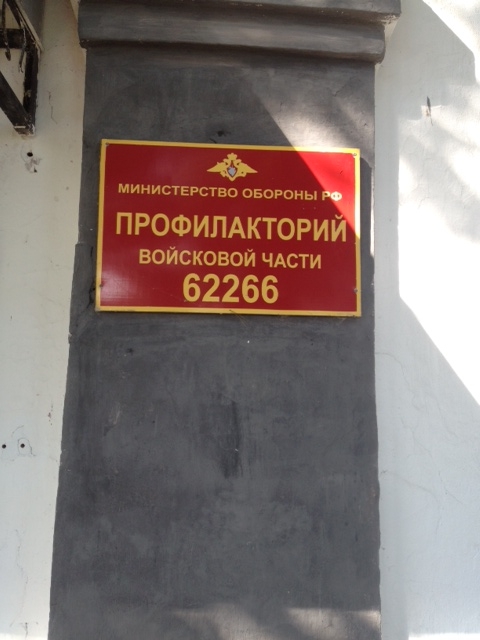 МИНИСТЕРСТВО ОБОРОНЫ РФ
ПРОФИЛАКТОРИЙ
ВОЙСКОВОЙ ЧАСТИ
62266